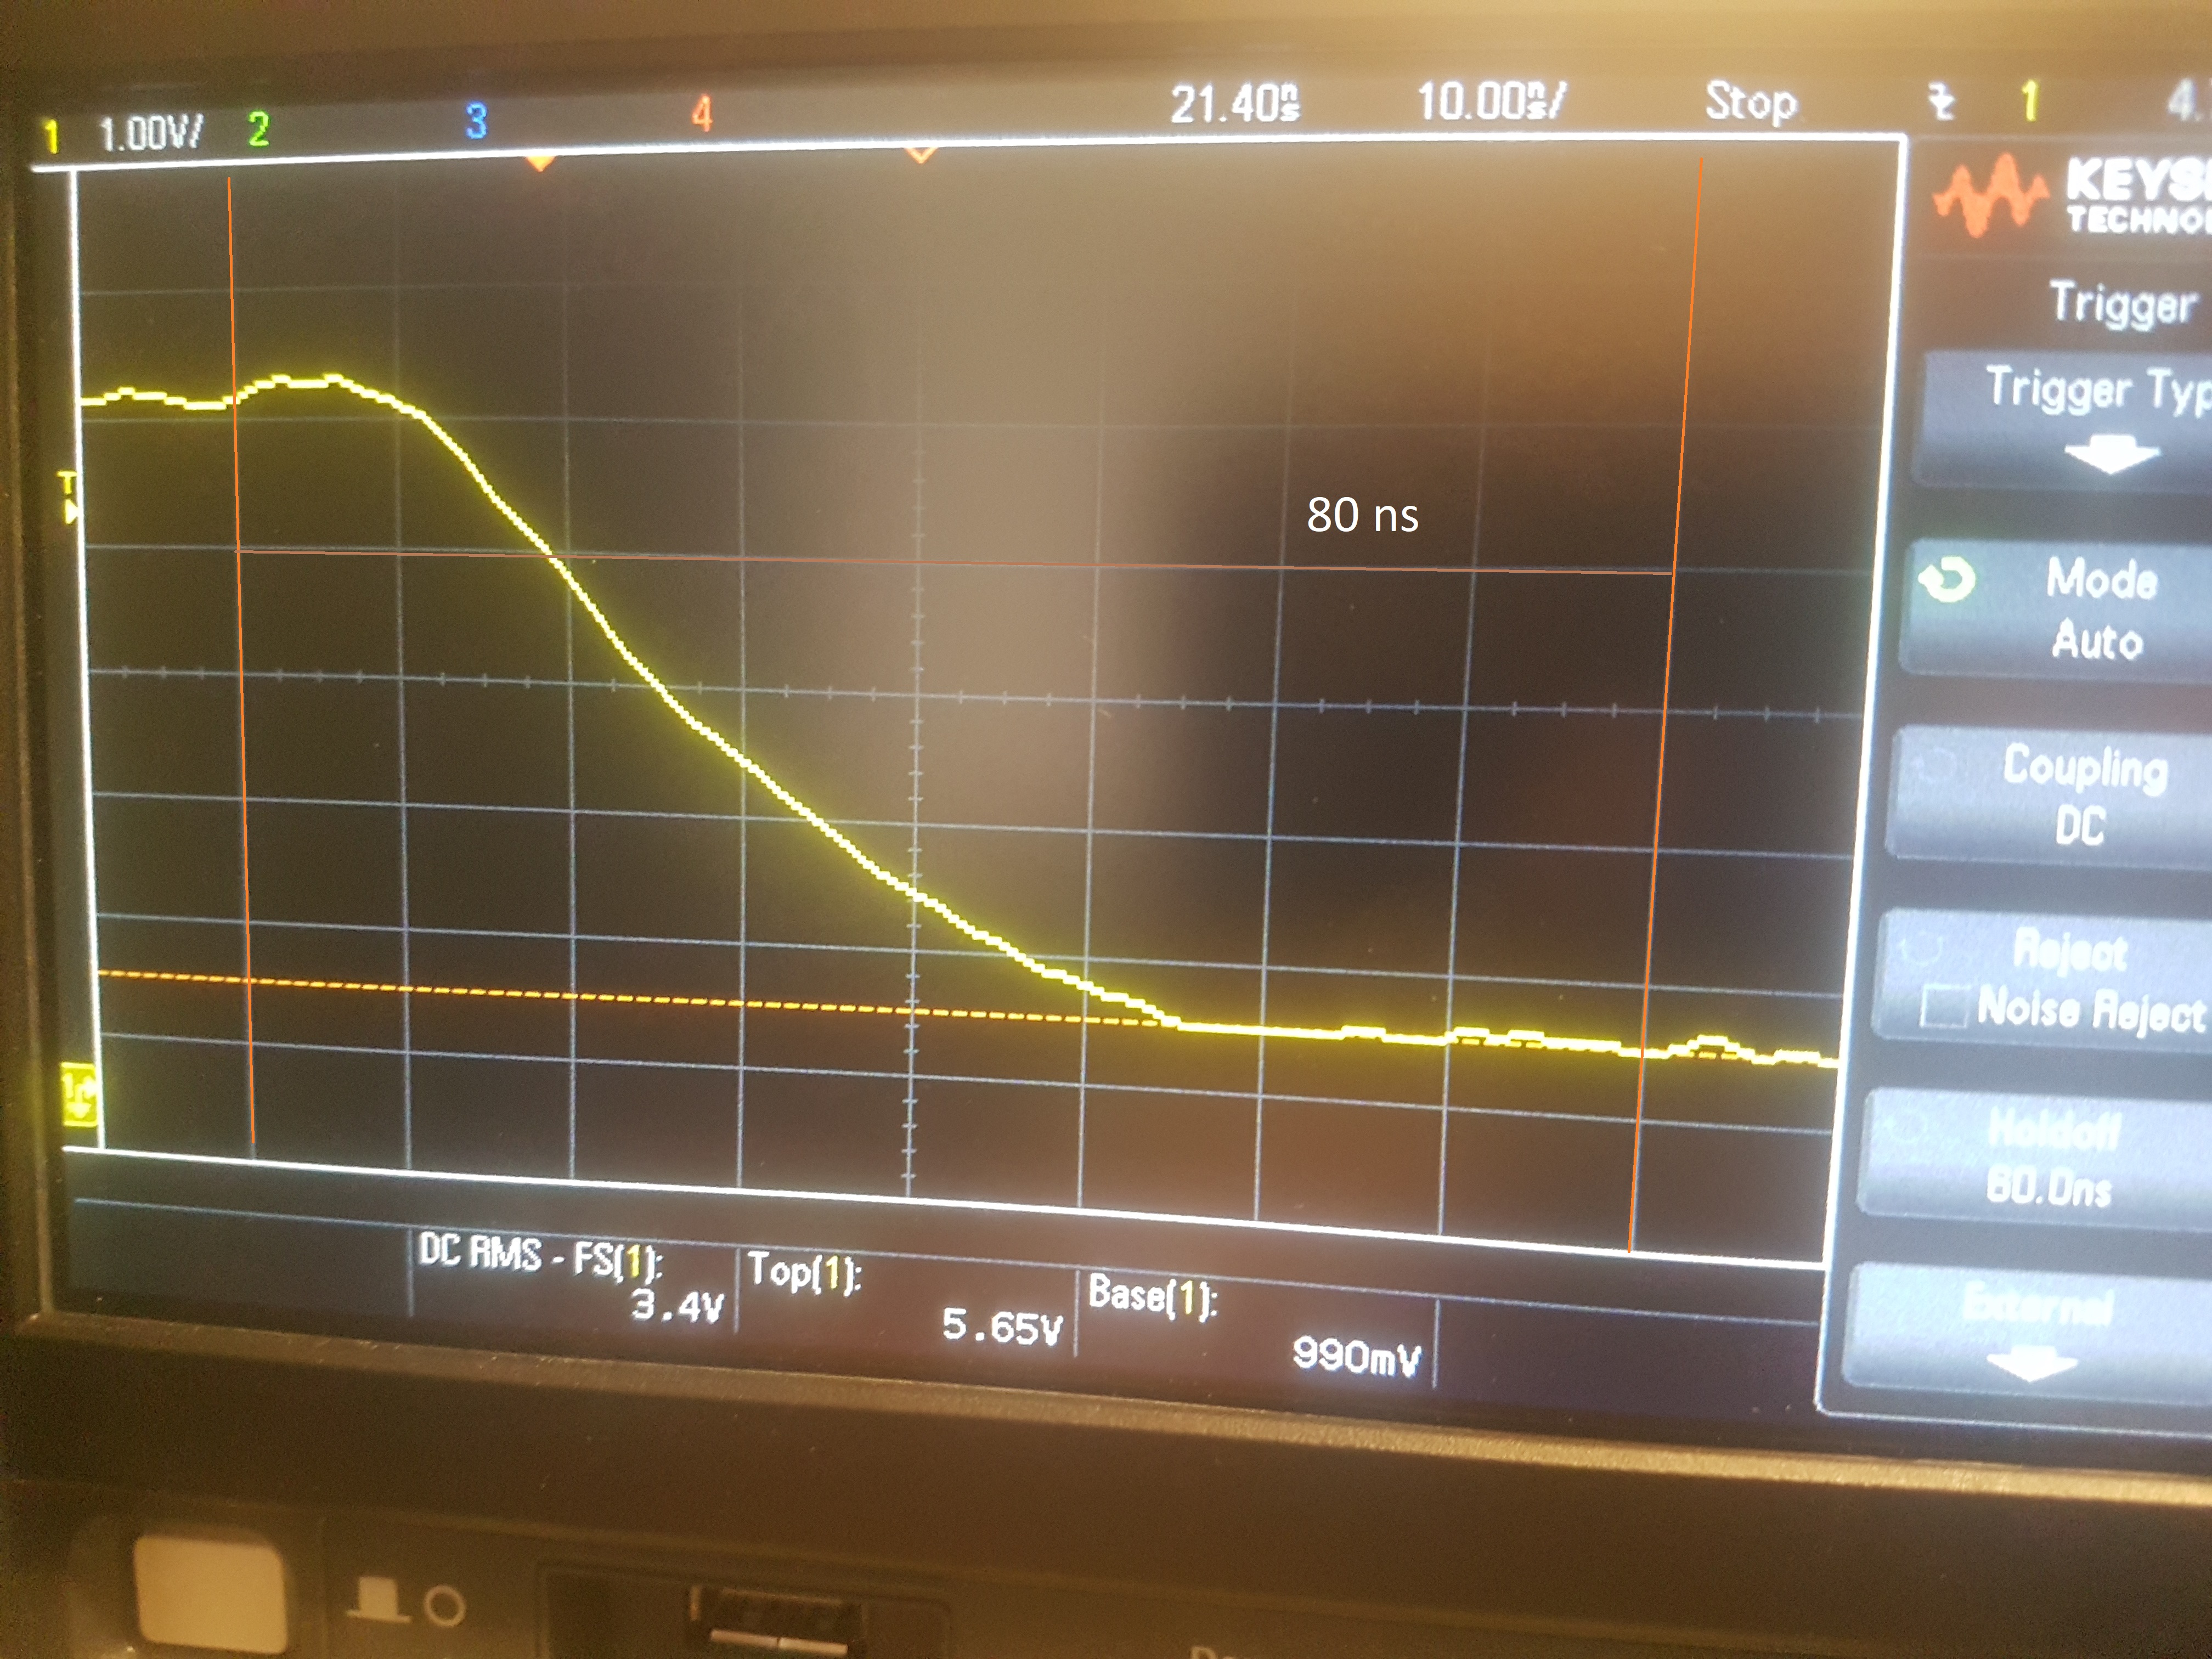 1 1.00V/ 2 3 4 21.40ns 10.00ns/ Stop 1 4.
KEYS
TECHNO
Trigger
Trigger Typ
T
80 ns
Mode
Auto
Coupling
DC
Reject
Noise Reject
Holdoff
60.0ns
External
DC RMS - FS(1): Top(1): Base(1):
3.4V 5.65V 990mV